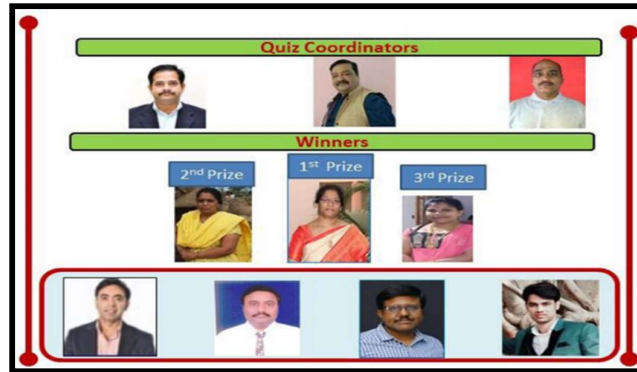 Quiz Coordinators
Winners
2nd Prize
1st Prize
3rd Prize